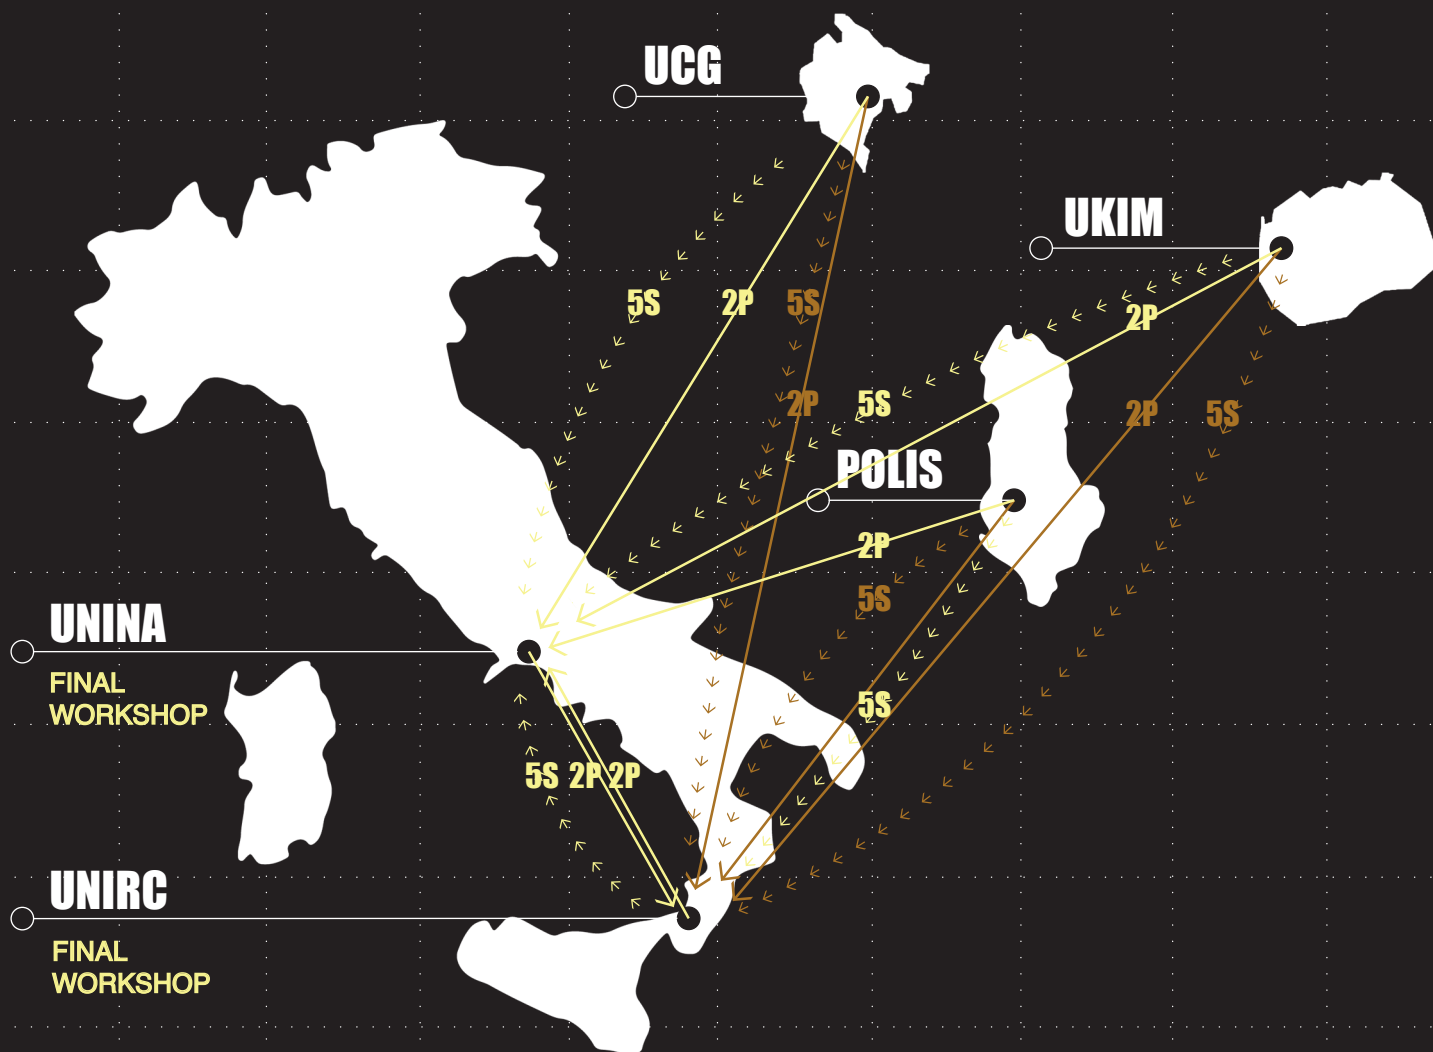 UCG
UKIM
5S
2P
5S
2P
2P
5S
2P
5S
POLIS
2P
5S
UNINA
FINAL
WORKSHOP
5S
5S
2P
2P
UNIRC
FINAL
WORKSHOP